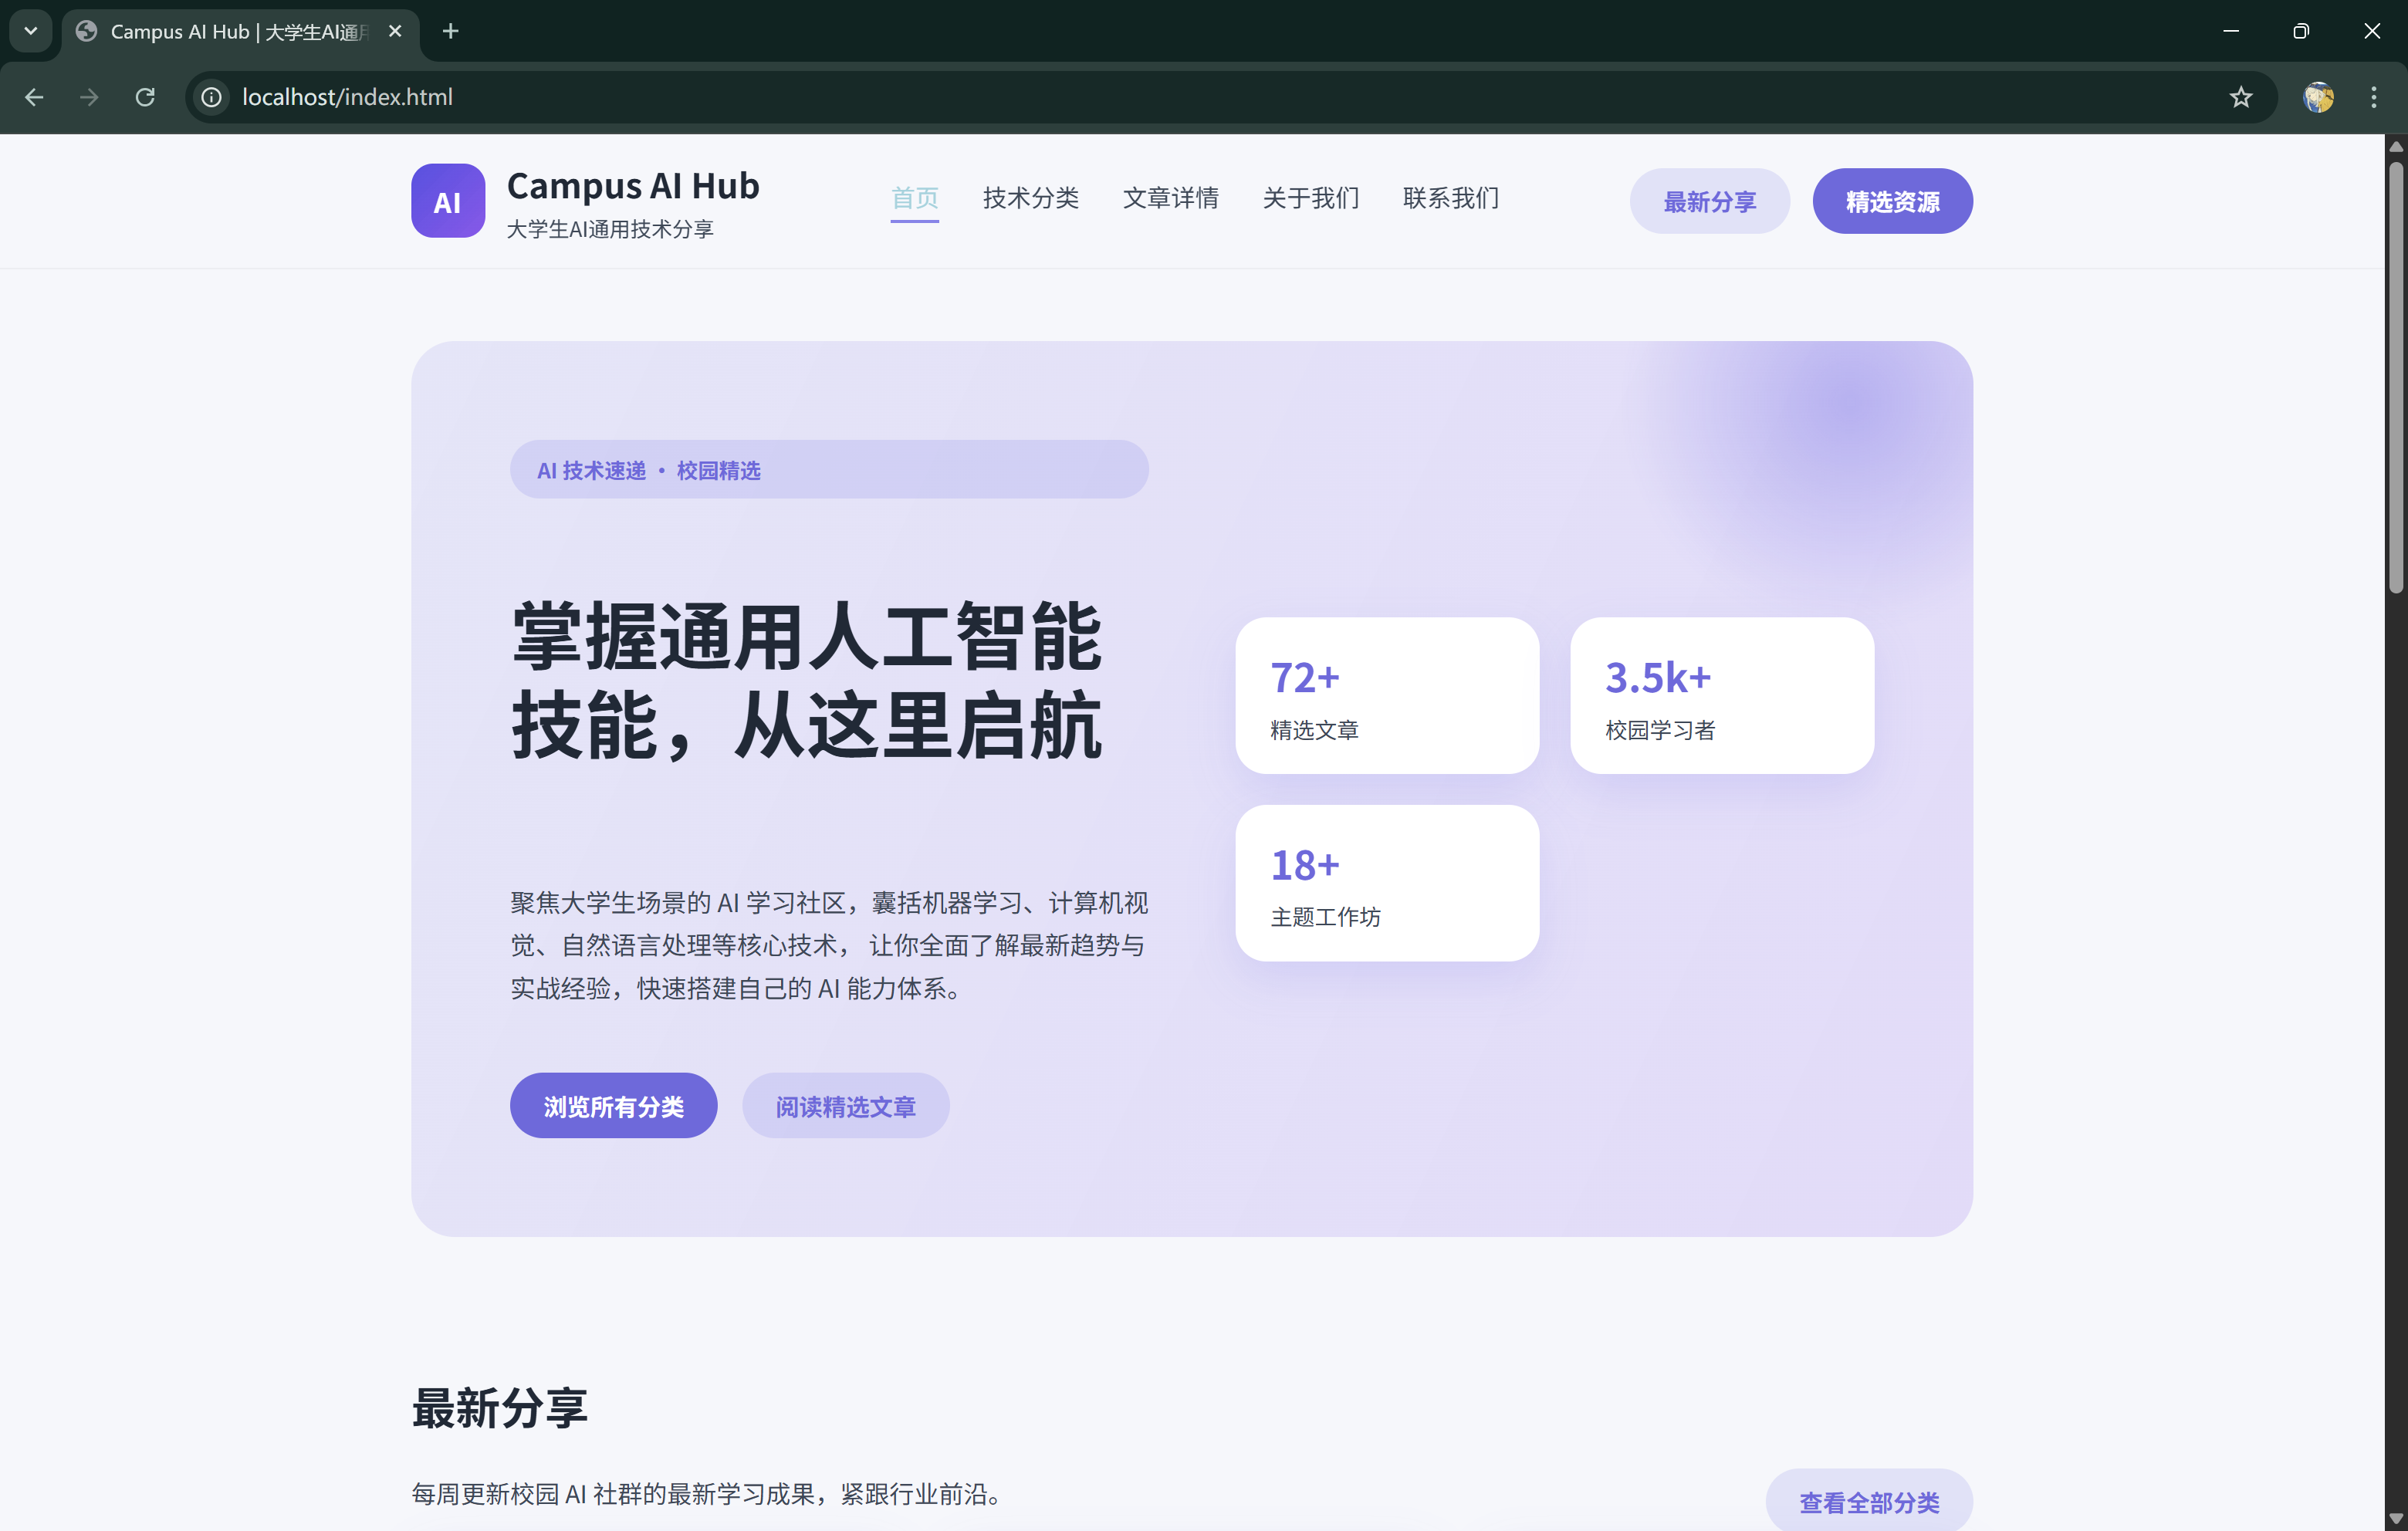 Campus AI Hub | 大学生AI通用
localhost/index.html
AI
Campus AI Hub
大学生AI通用技术分享
首页
技术分类
文章详情
关于我们
联系我们
最新分享
精选资源
AI 技术速递 · 校园精选
掌握通用人工智能
技能，从这里启航
聚焦大学生场景的 AI 学习社区，囊括机器学习、计算机视
觉、自然语言处理等核心技术， 让你全面了解最新趋势与
实战经验，快速搭建自己的 AI 能力体系。
浏览所有分类
阅读精选文章
72+
精选文章
3.5k+
校园学习者
18+
主题工作坊
最新分享
每周更新校园 AI 社群的最新学习成果，紧跟行业前沿。
查看全部分类